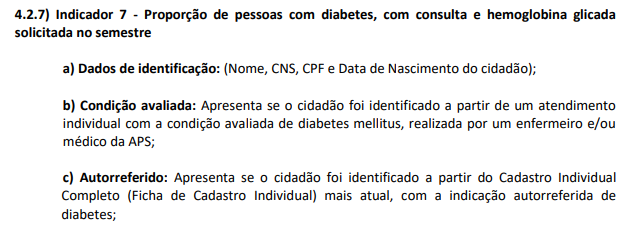 4.2.7) Indicador 7 - Proporção de pessoas com diabetes, com consulta e hemoglobina glicada
solicitada no semestre
a) Dados de identificação: (Nome, CNS, CPF e Data de Nascimento do cidadão);
b) Condição avaliada: Apresenta se o cidadão foi identificado a partir de um atendimento
individual com a condição avaliada de diabetes mellitus, realizada por um enfermeiro e/ou
médico da APS;
c) Autorreferido: Apresenta se o cidadão foi identificado a partir do Cadastro Individual
Completo (Ficha de Cadastro Individual) mais atual, com a indicação autorreferida de
diabetes;